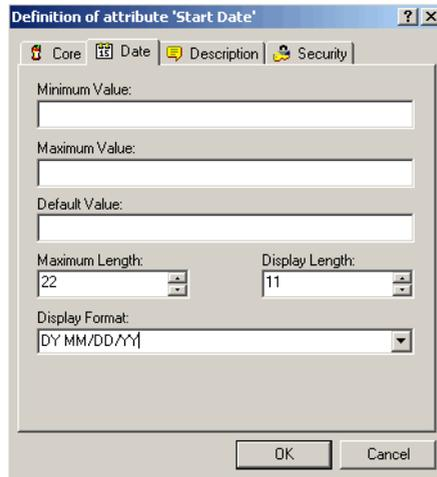 Definition of attribute 'Start Date'
Core Date Description Security
Minimum Value:
Maximum Value:
Default Value:
Maximum Length: Display Length:
22 11
Display Format:
DY MM/DD/YY
OK Cancel